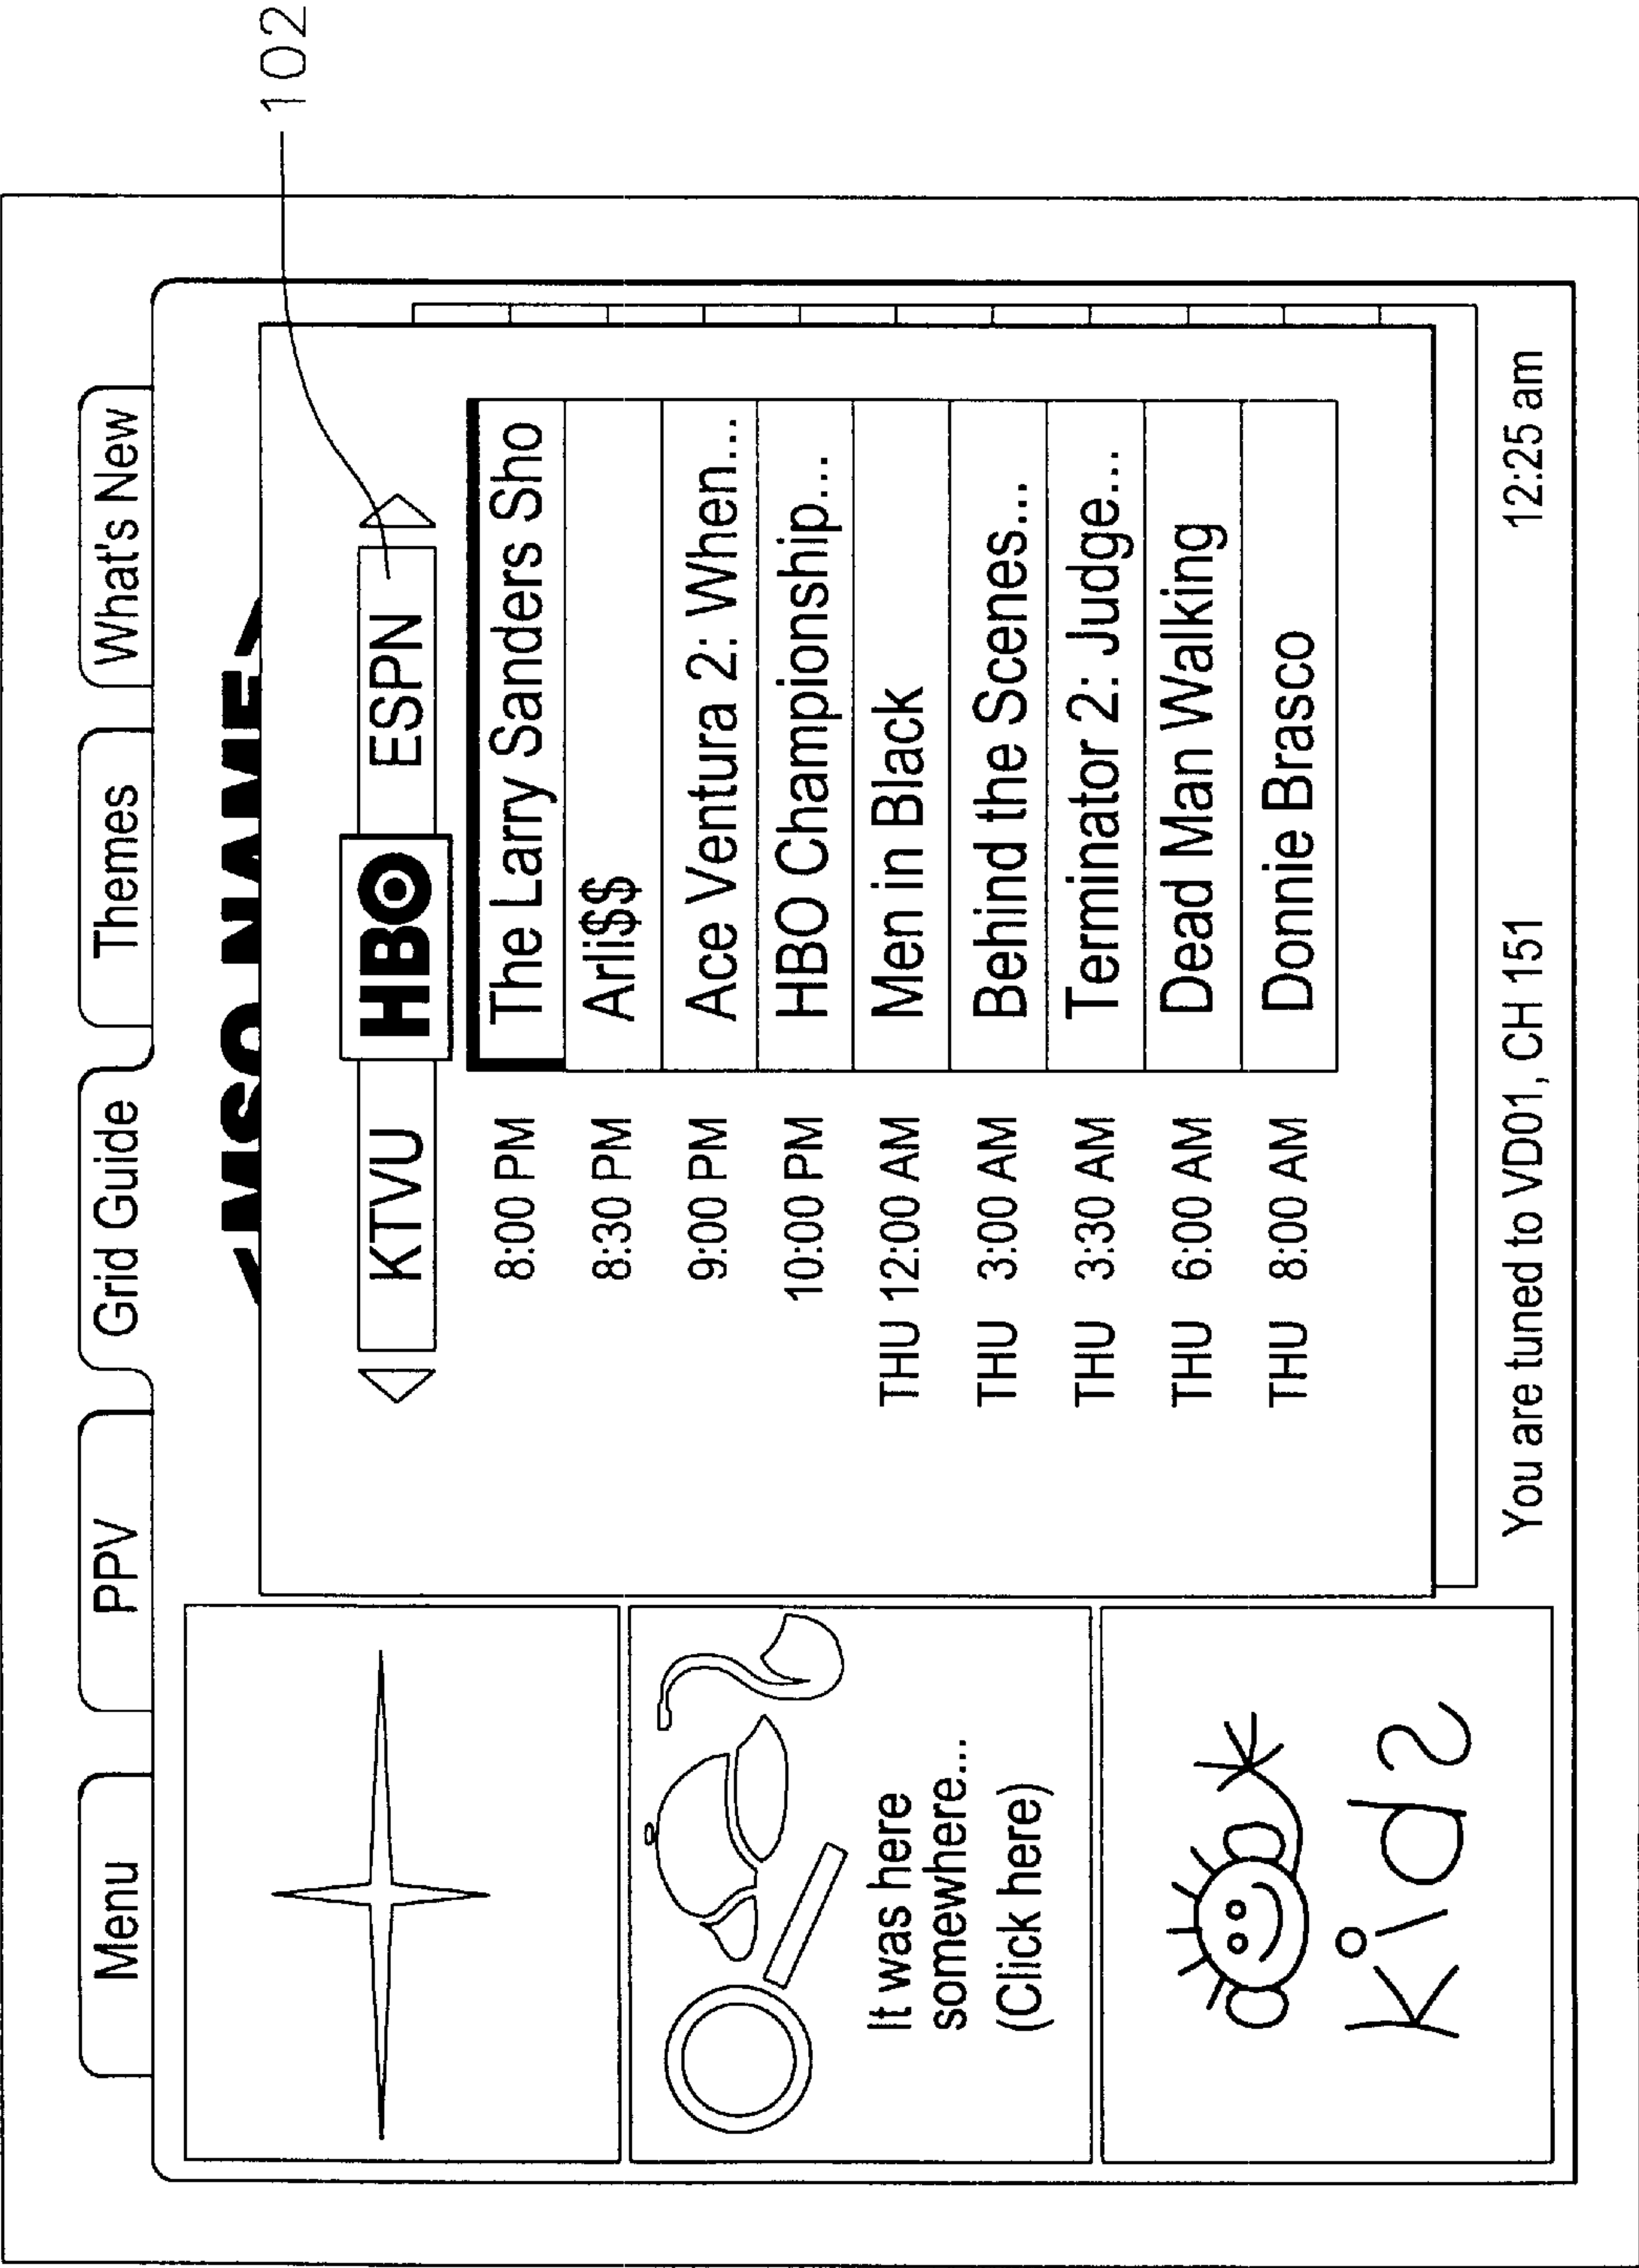 102
Menu PPV Grid Guide Themes What's New
<MSO NAME>
KTVU HBO ESPN
8:00 PM The Larry Sanders Sho
8:30 PM Arli$$
9:00 PM Ace Ventura 2: When...
10:00 PM HBO Championship...
THU 12:00 AM Men in Black
THU 3:00 AM Behind the Scenes...
THU 3:30 AM Terminator 2: Judge...
THU 6:00 AM Dead Man Walking
THU 8:00 AM Donnie Brasco
It was here
somewhere...
(Click here)
Kids
You are tuned to VD01, CH 151 12:25 am